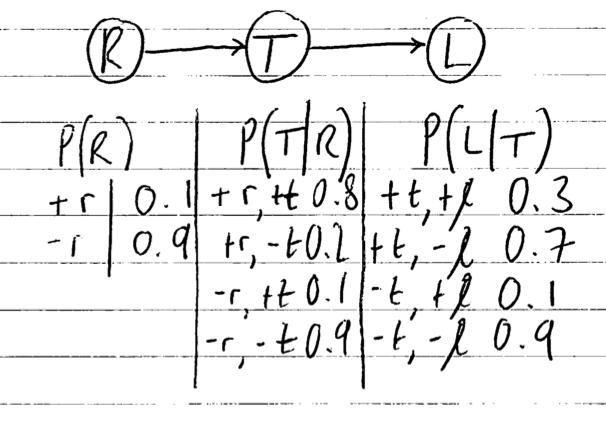 R T L
P(R) P(T|R) P(L|T)
+r 0.1 +r, +t 0.8 +t, +l 0.3
-r 0.9 +r, -t 0.2 +t, -l 0.7
-r, +t 0.1 -t, +l 0.1
-r, -t 0.9 -t, -l 0.9